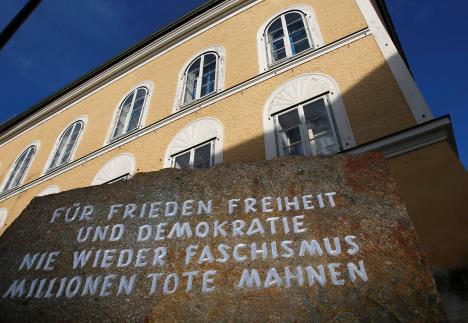 FÜR FRIEDEN FREIHEIT
UND DEMOKRATIE
NIE WIEDER FASCHISMUS
MILLIONEN TOTE MAHNEN